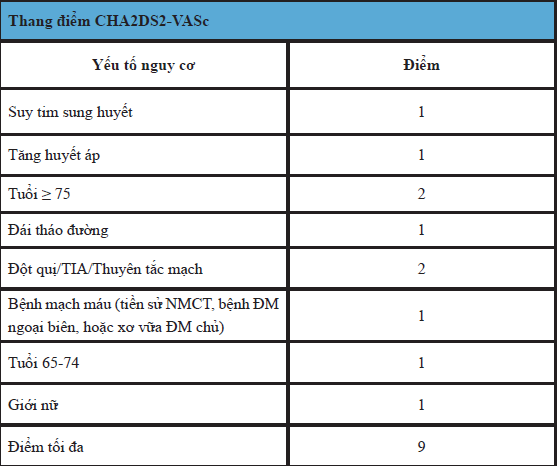 Thang điểm CHA2DS2-VASc
Yếu tố nguy cơ Điểm
Suy tim sung huyết 1
Tăng huyết áp 1
Tuổi ≥ 75 2
Đái tháo đường 1
Đột quị/TIA/Thuyên tắc mạch 2
Bệnh mạch máu (tiền sử NMCT, bệnh ĐM
ngoại biên, hoặc xơ vữa ĐM chủ) 1
Tuổi 65-74 1
Giới nữ 1
Điểm tối đa 9